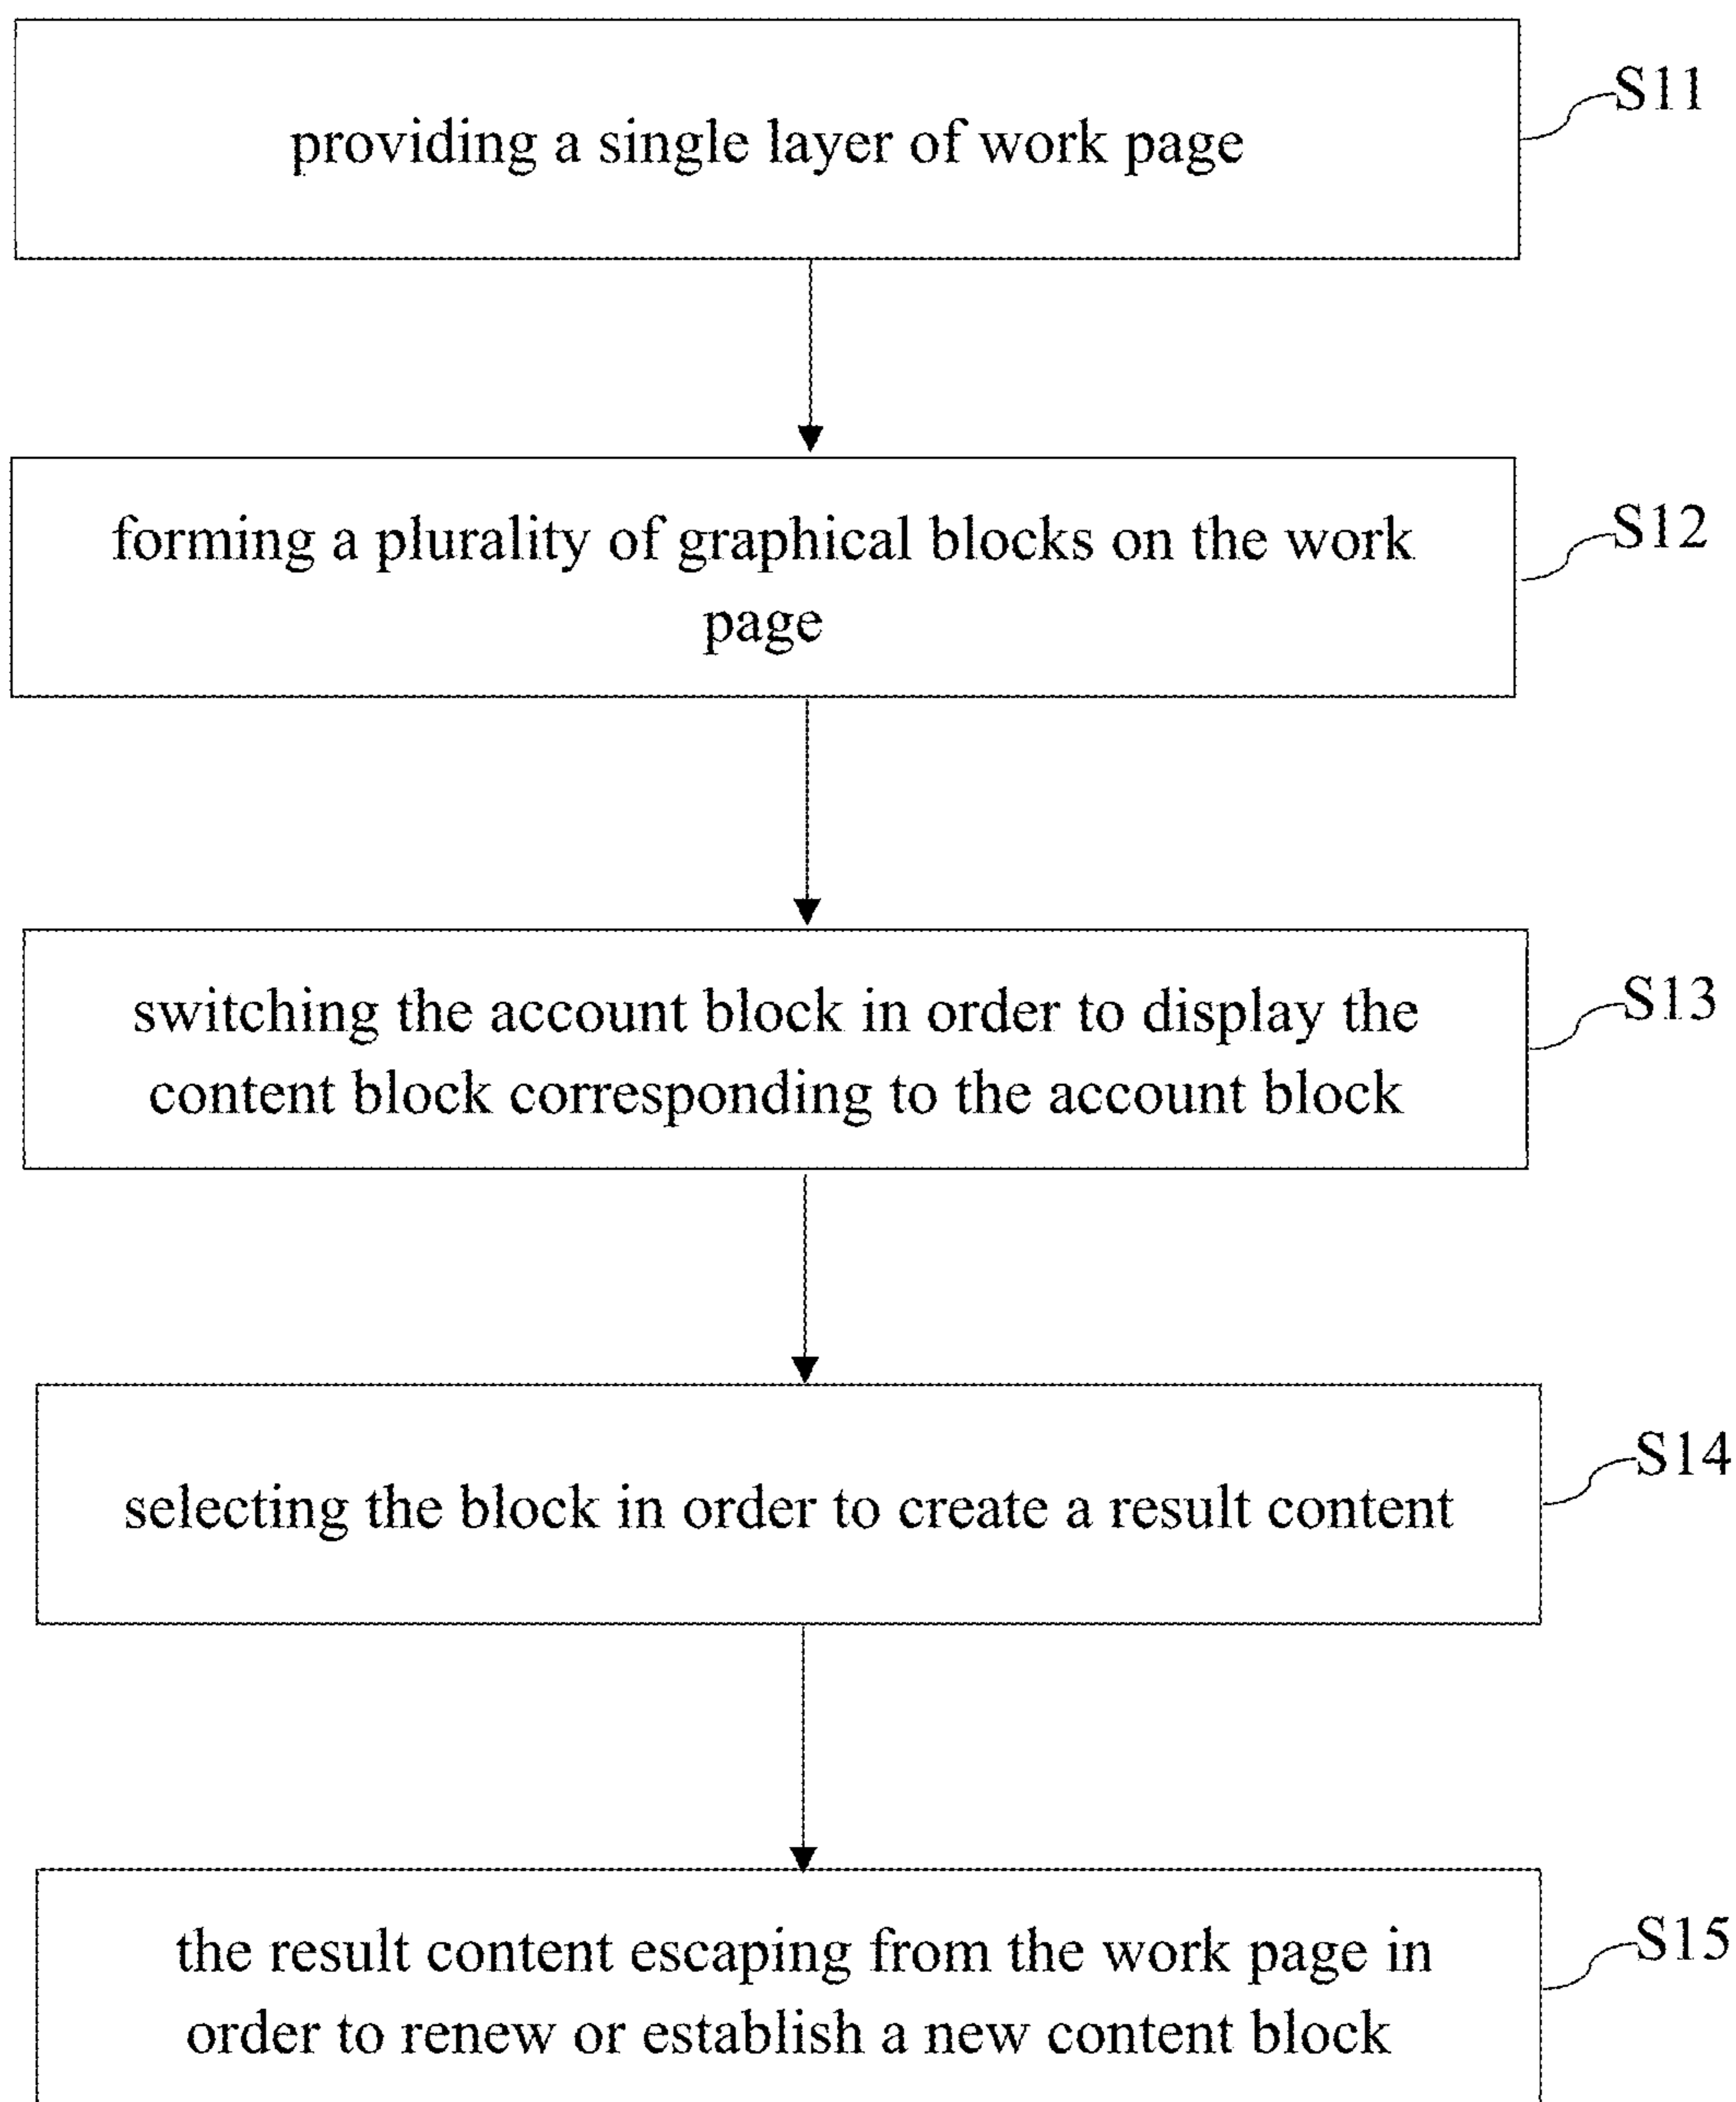 providing a single layer of work page
S11
forming a plurality of graphical blocks on the work
page
S12
switching the account block in order to display the
content block corresponding to the account block
S13
selecting the block in order to create a result content
S14
the result content escaping from the work page in
order to renew or establish a new content block
S15